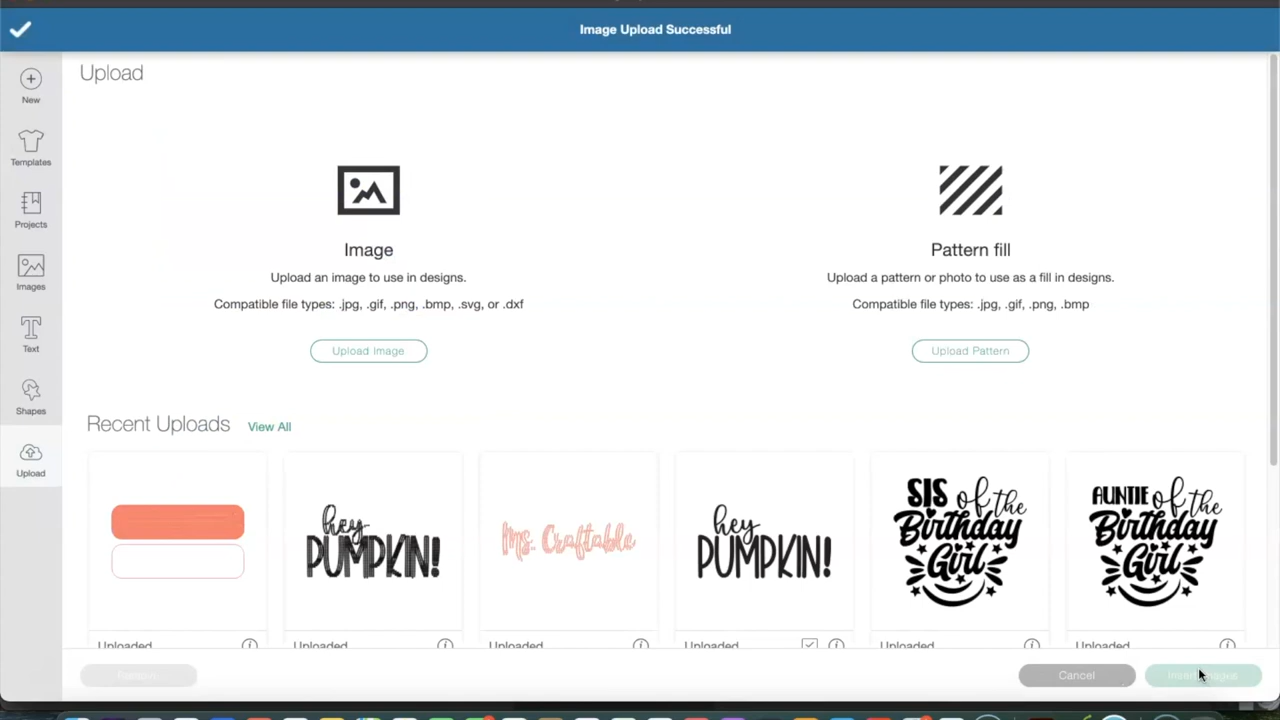 Image Upload Successful
New
Templates
Projects
Images
Text
Shapes
Upload
Upload
Image
Upload an image to use in designs.
Compatible file types: .jpg, .gif, .png, .bmp, .svg, or .dxf
Upload Image
Pattern fill
Upload a pattern or photo to use as a fill in designs.
Compatible file types: .jpg, .gif, .png, .bmp
Upload Pattern
Recent Uploads View All
hey
PUMPKIN!
Ms. Craftable
hey
PUMPKIN!
SIS of the
Birthday
Girl
AUNTIE of the
Birthday
Girl
Uploaded
Uploaded
Uploaded
Uploaded
Uploaded
Uploaded
Cancel